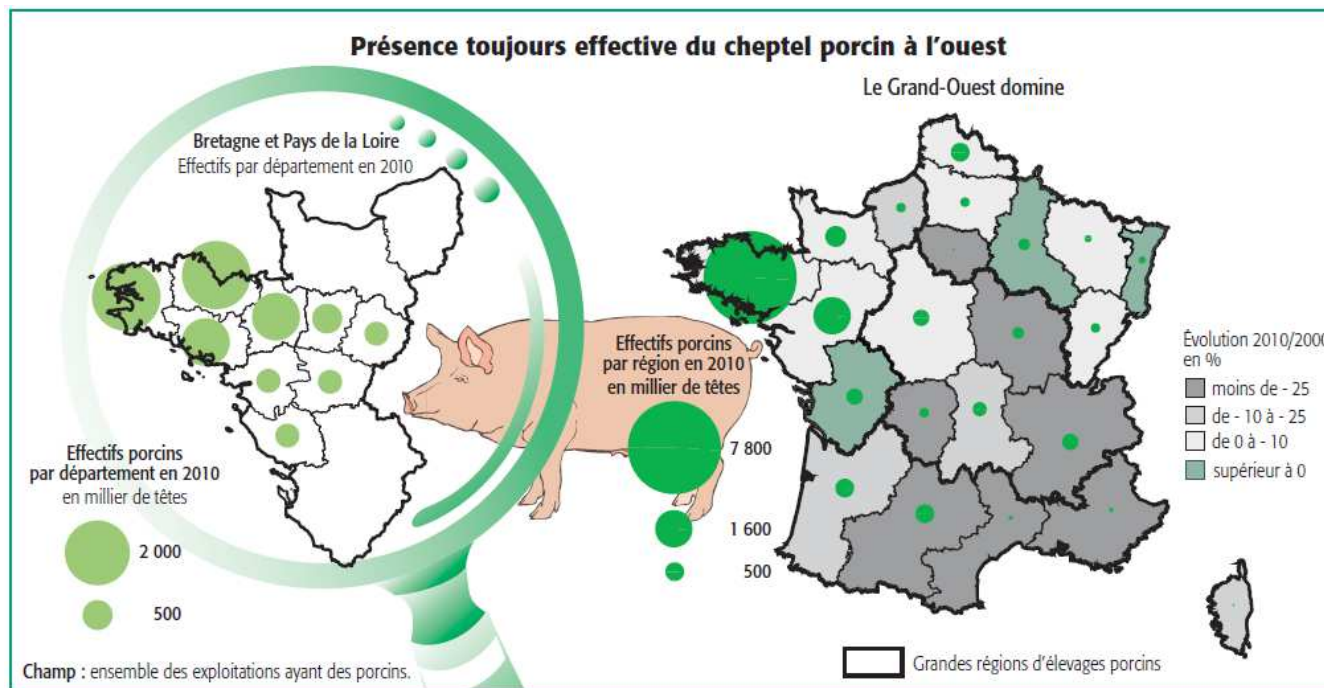 Présence toujours effective du cheptel porcin à l'ouest
Bretagne et Pays de la Loire
Effectifs par département en 2010
Effectifs porcins
par département en 2010
en millier de têtes
2 000
500
Champ : ensemble des exploitations ayant des porcins.
Le Grand-Ouest domine
Effectifs porcins
par région en 2010
en millier de têtes
7 800
1 600
500
Évolution 2010/2000
en %
moins de - 25
de - 10 à - 25
de 0 à - 10
supérieur à 0
Grandes régions d'élevages porcins